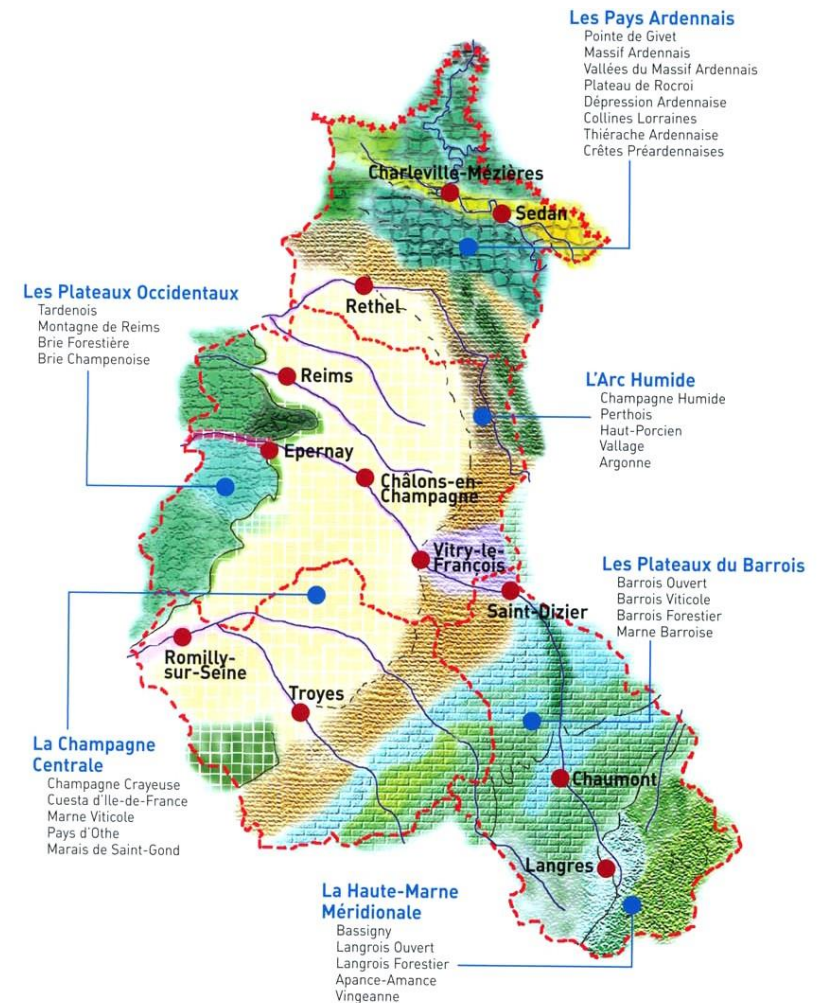 Les Pays Ardennais
Pointe de Givet
Massif Ardennais
Vallées du Massif Ardennais
Plateau de Rocroi
Dépression Ardennaise
Collines Lorraines
Thiérache Ardennaise
Crêtes Préardennaises
Charleville-Mézières
Sedan
Rethel
Les Plateaux Occidentaux
Tardenois
Montagne de Reims
Brie Forestière
Brie Champenoise
Reims
L'Arc Humide
Champagne Humide
Perthois
Haut-Porcien
Vallage
Argonne
Epernay
Châlons-en-
Champagne
Vitry-le-
François
Les Plateaux du Barrois
Barrois Ouvert
Barrois Viticole
Barrois Forestier
Marne Barroise
Saint-Dizier
Romilly-
sur-Seine
Troyes
La Champagne
Centrale
Champagne Crayeuse
Cuesta d'Ile-de-France
Marne Viticole
Pays d'Othe
Marais de Saint-Gond
Chaumont
Langres
La Haute-Marne
Méridionale
Bassigny
Langrois Ouvert
Langrois Forestier
Apance-Amance
Vingeanne